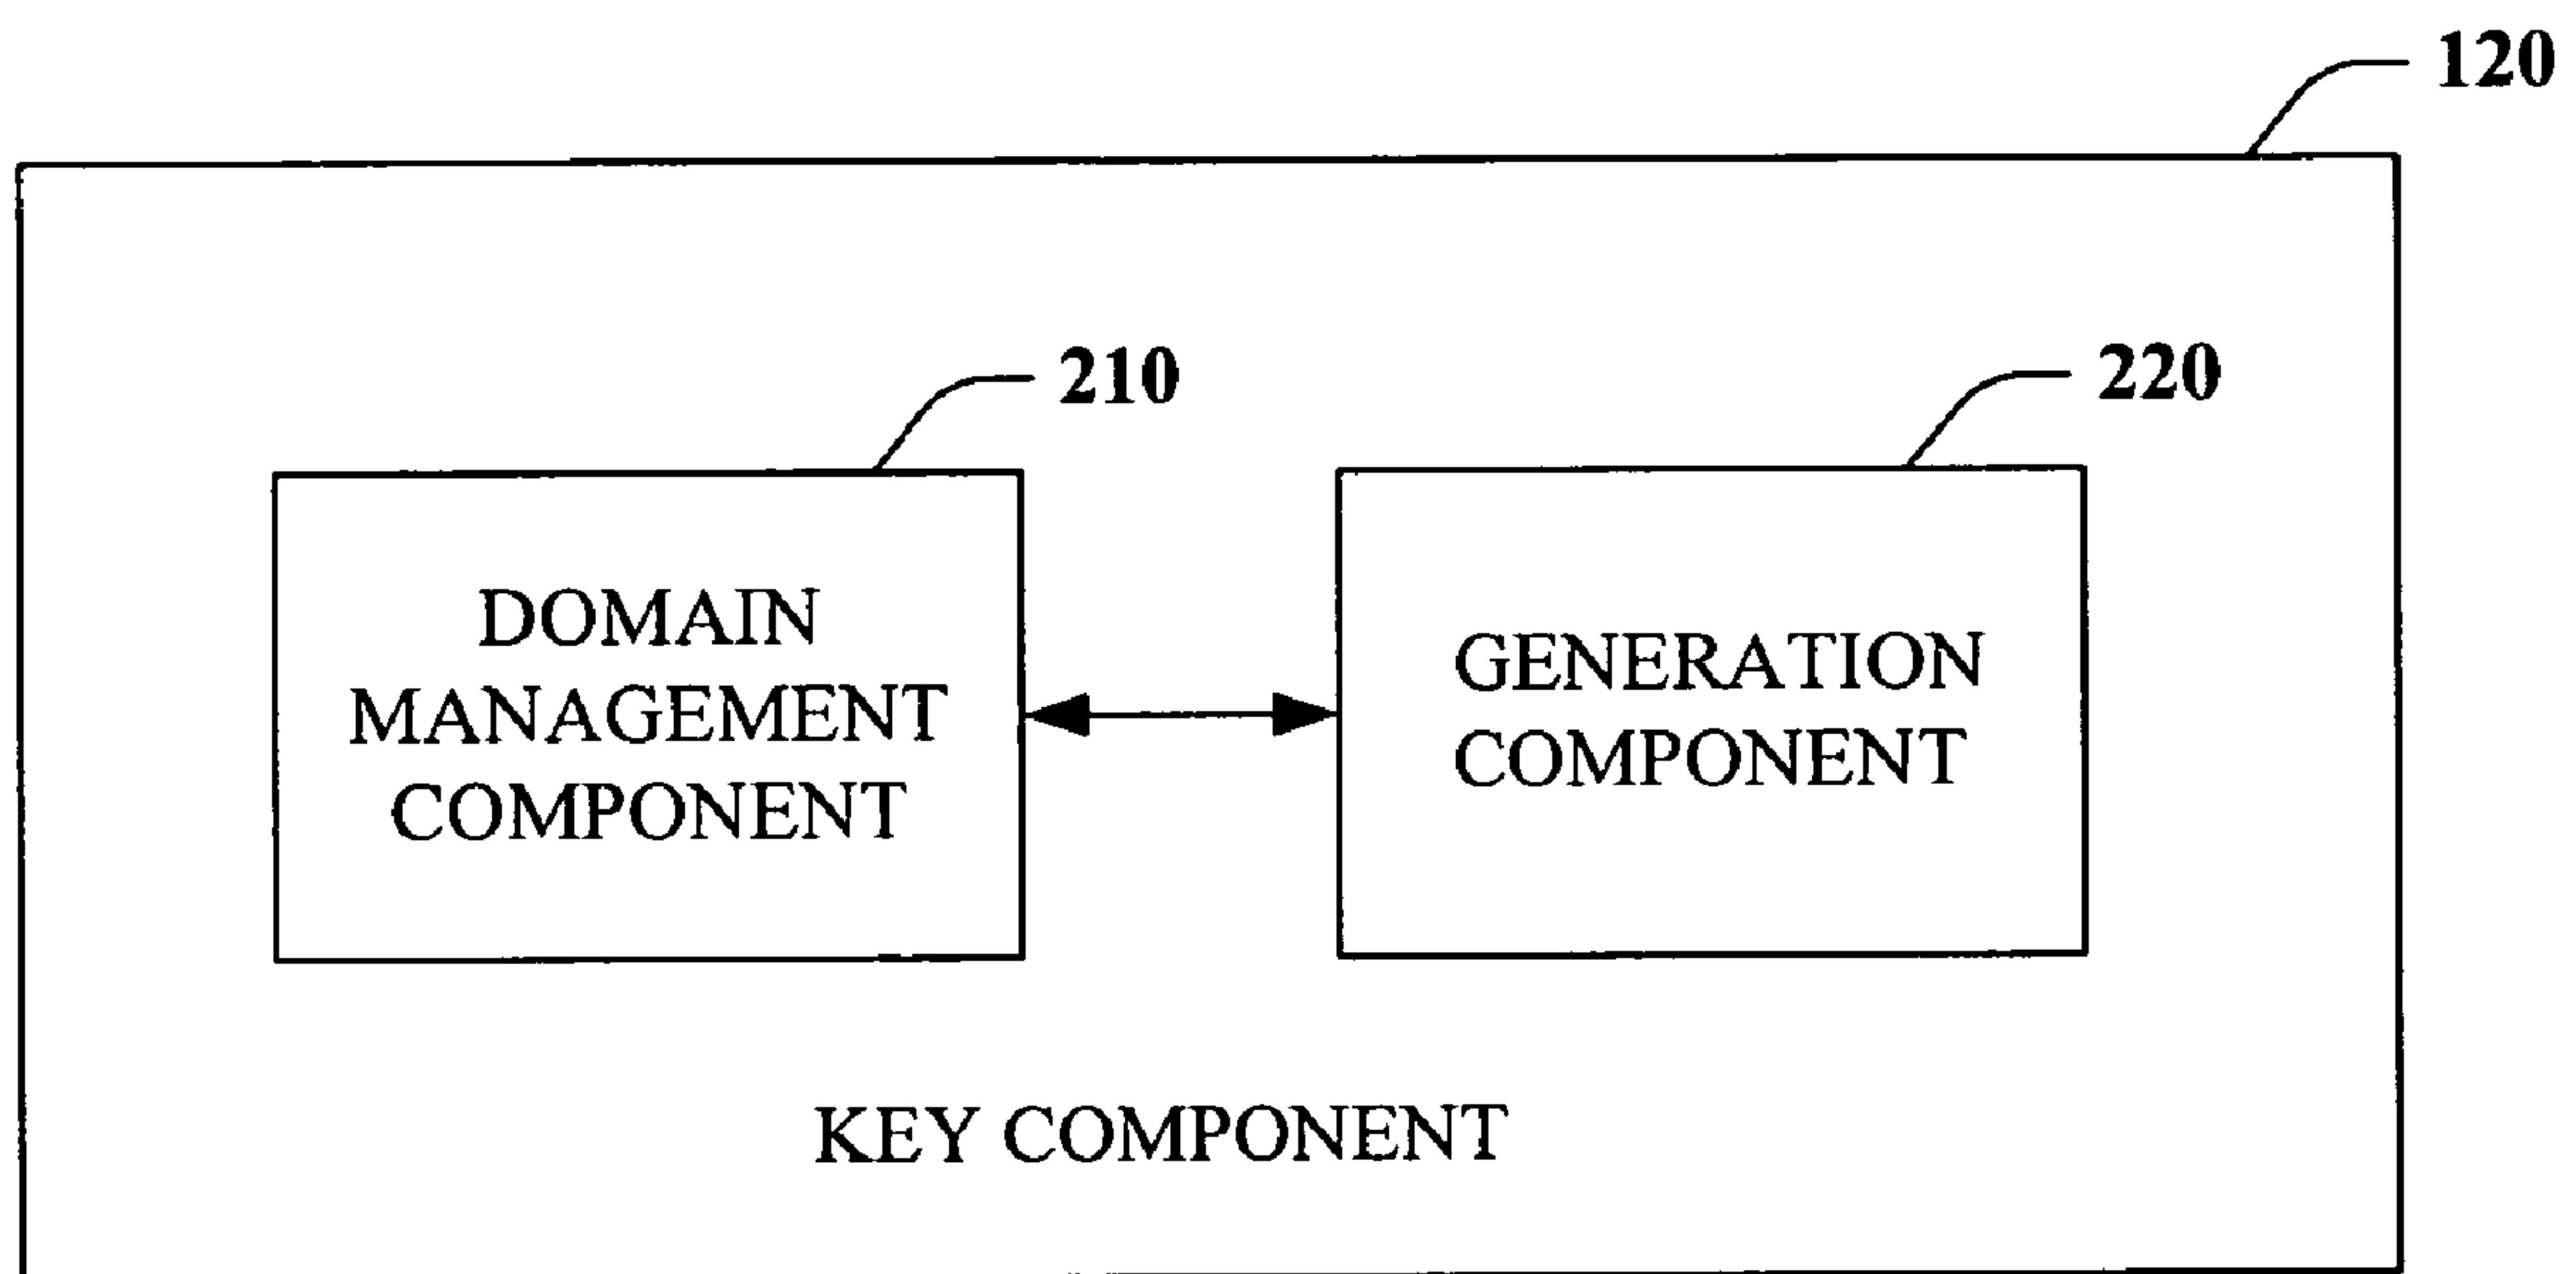 120
210
220
DOMAIN
MANAGEMENT
COMPONENT
GENERATION
COMPONENT
KEY COMPONENT